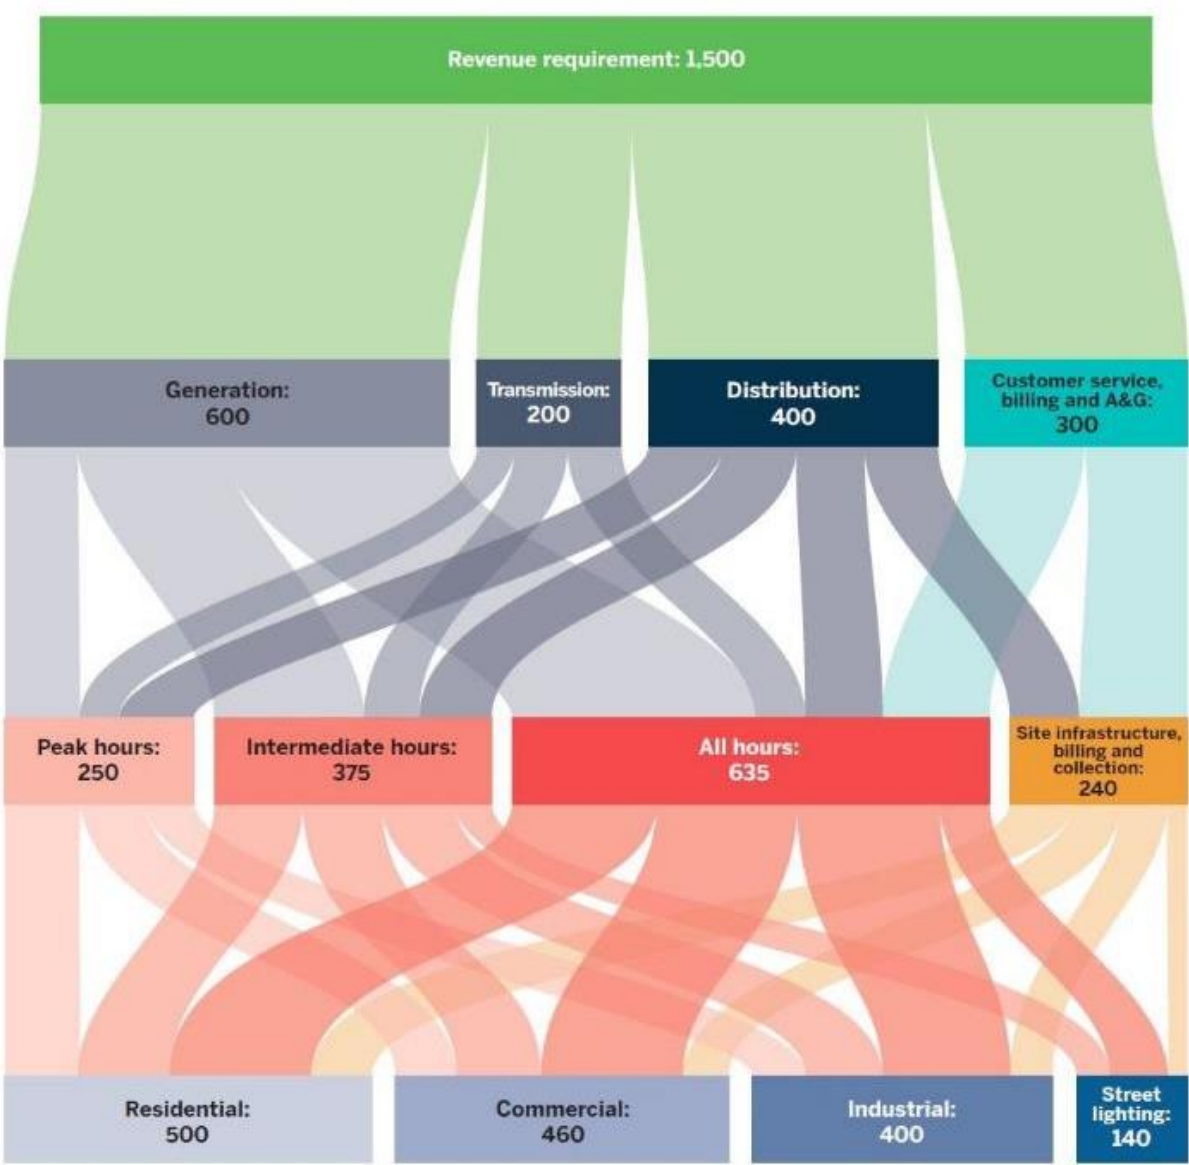 Revenue requirement: 1,500
Generation:
600
Transmission:
200
Distribution:
400
Customer service,
billing and A&G:
300
Peak hours:
250
Intermediate hours:
375
All hours:
635
Site infrastructure,
billing and
collection:
240
Residential:
500
Commercial:
460
Industrial:
400
Street
lighting:
140